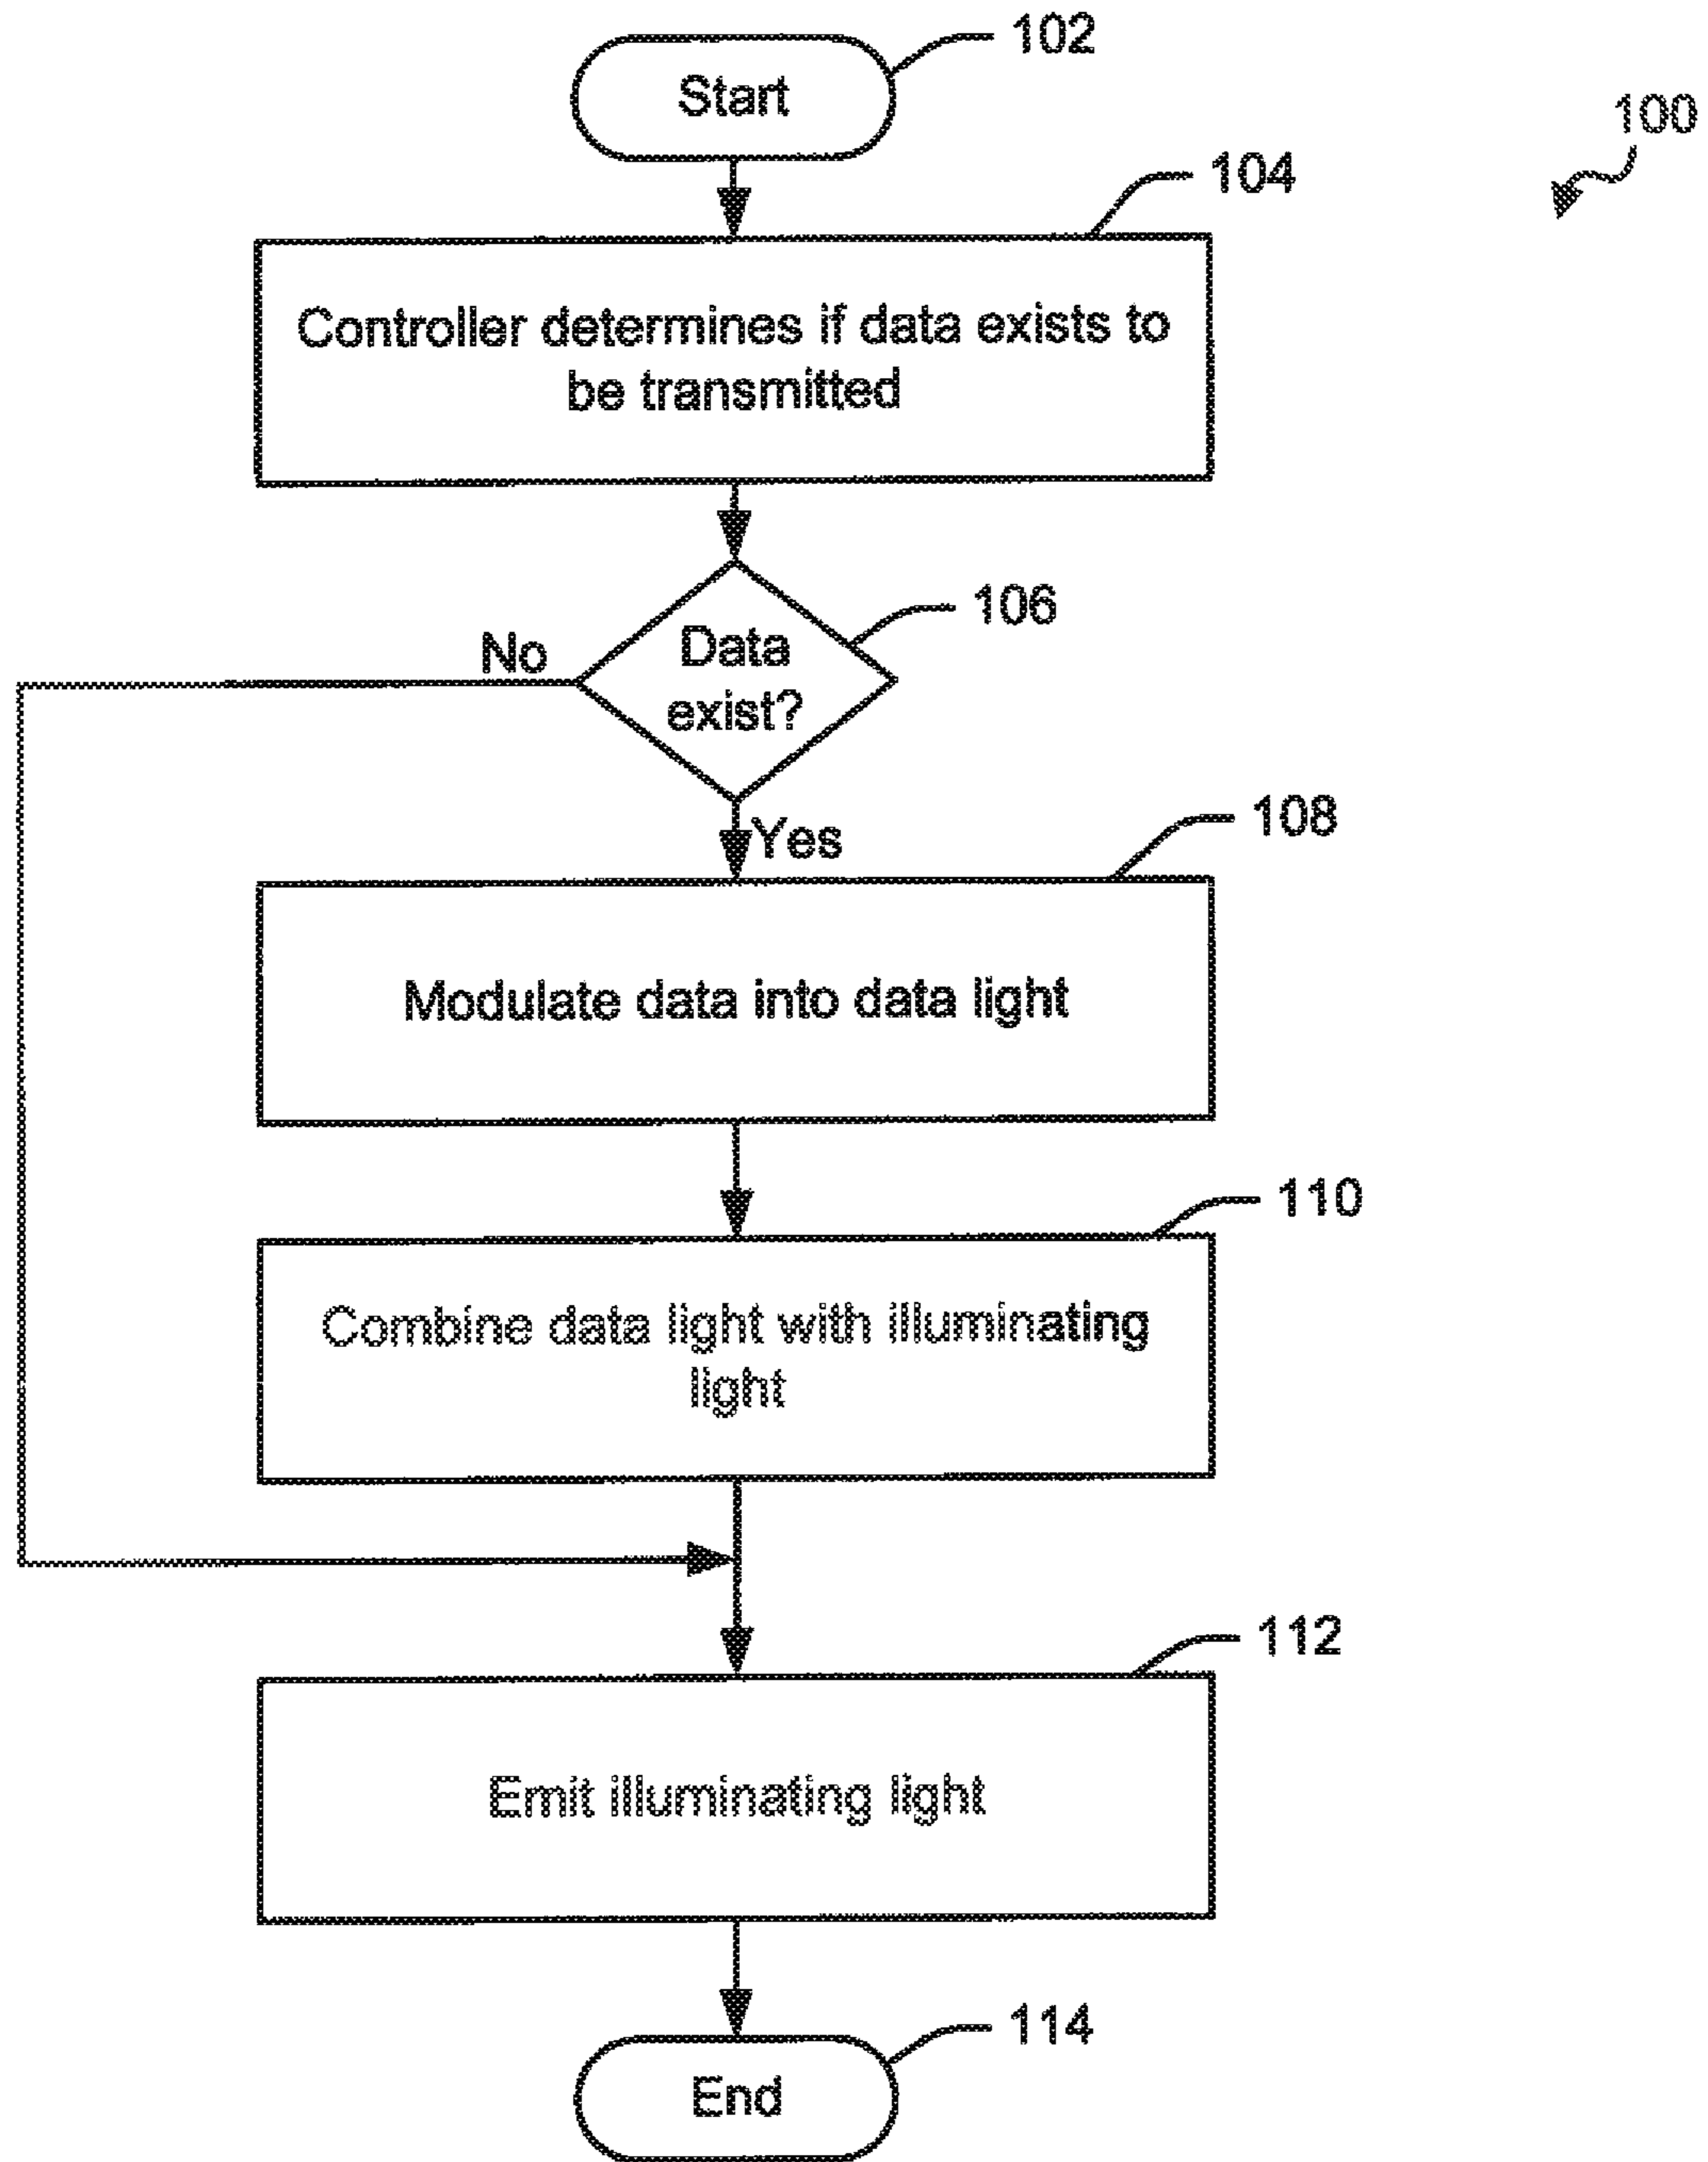 102
Start
100
104
Controller determines if data exists to
be transmitted
106
No
Data
exist?
Yes
108
Modulate data into data light
110
Combine data light with illuminating
light
112
Emit illuminating light
114
End